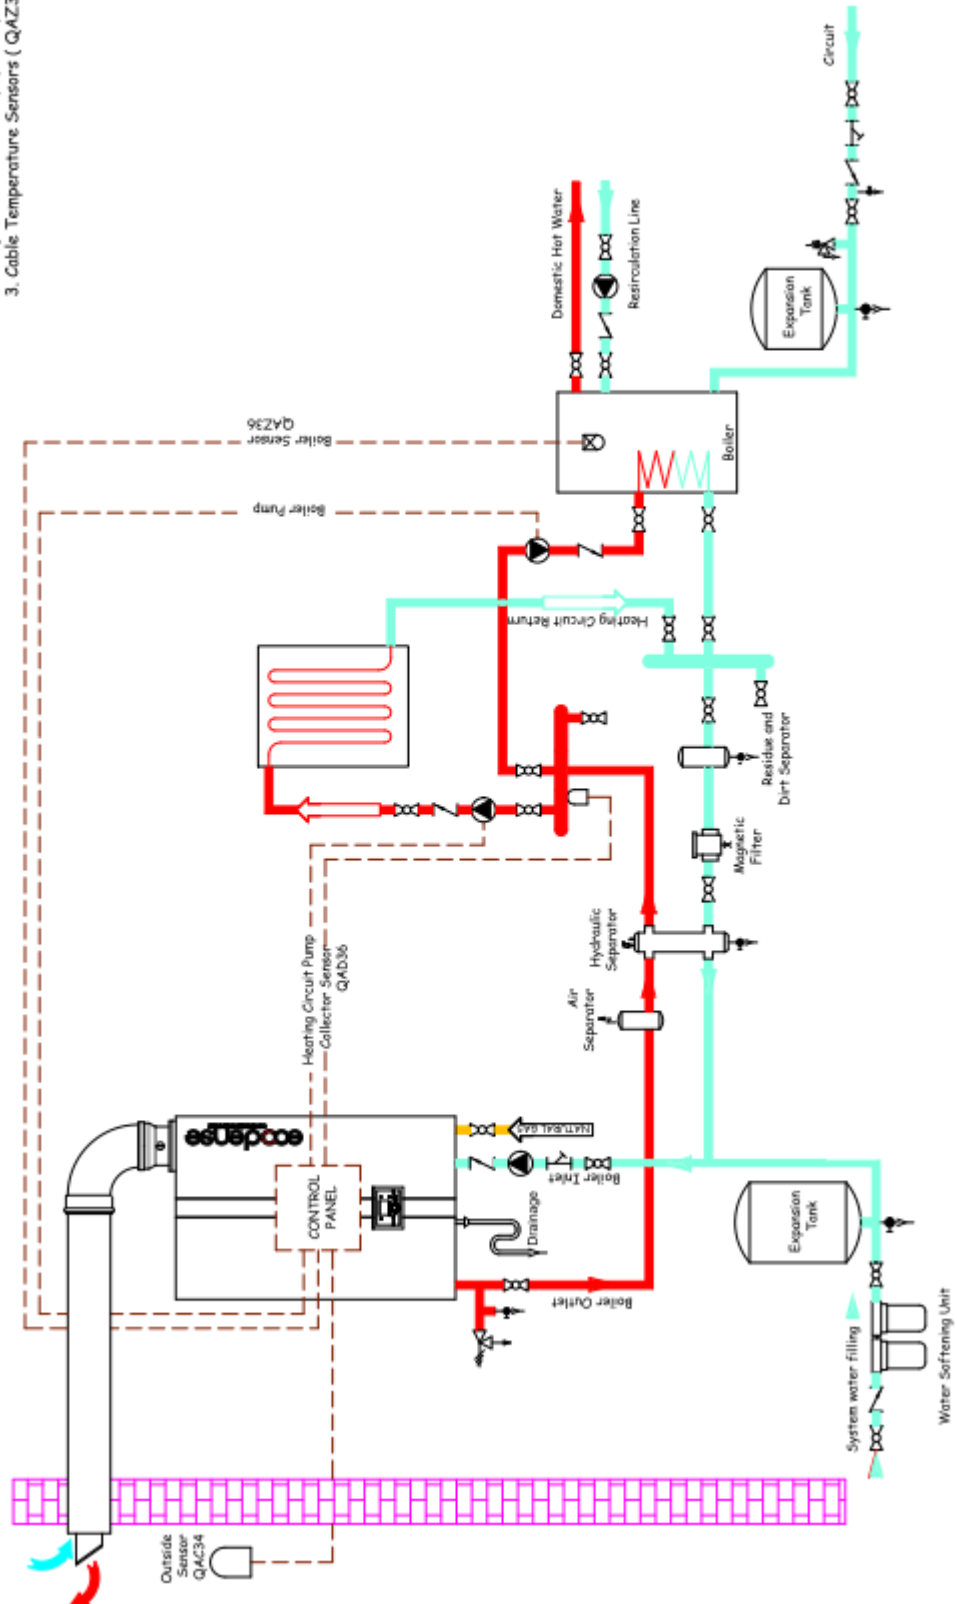 3. Cable Temperature Sensors ( QAZ3
Circuit
Domestic Hot Water
Resirculation Line
Expansion
Tank
Boiler Sensor
QAZ36
Boiler
Boiler Pump
Heating Circuit Return
Residue and
Dirt Separator
Magnetic
Filter
Hydraulic
Separator
Air
Separator
Heating Circuit Pump
Collector Sensor
QAD36
ecodense
NATURAL GAS
CONTROL
PANEL
Boiler Inlet
Drainage
Boiler Outlet
Expansion
Tank
System water filling
Water Softening Unit
Outside
Sensor
QAC34